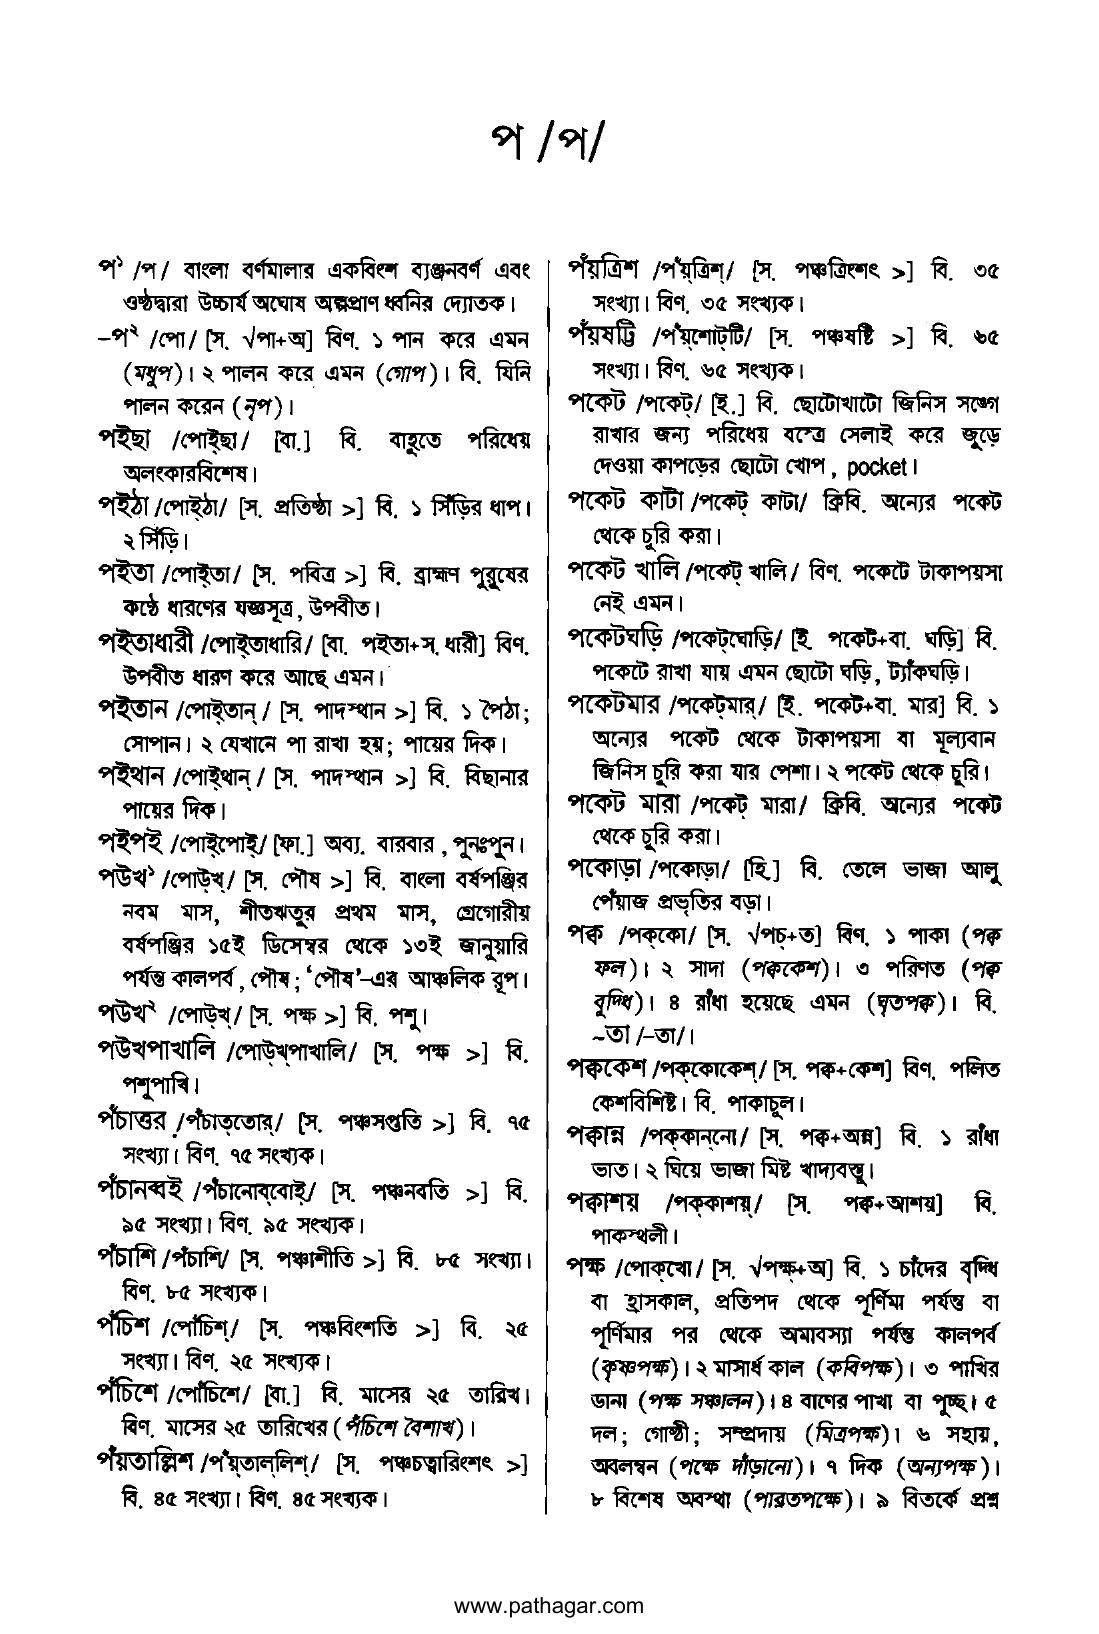 প /প/
প¹ /প/ বাংলা বর্ণমালার একবিংশ ব্যঞ্জনবর্ণ এবং
ওষ্ঠদ্বারা উচ্চার্য অঘোষ অল্পপ্রাণ ধ্বনির দ্যোতক।
–প² /পো/ [স. √পা+অ] বিণ. ১ পান করে এমন
(মধুপ)। ২ পালন করে এমন (গোপ)। বি. যিনি
পালন করেন (নৃপ)।
পইছা /পোই্ছা/ [বা.] বি. বাহুতে পরিধেয়
অলংকারবিশেষ।
পইঠা /পোই্ঠা/ [স. প্রতিষ্ঠা >] বি. ১ সিঁড়ির ধাপ।
২ সিঁড়ি।
পইতা /পোই্তা/ [স. পবিত্র >] বি. ব্রাহ্মণ পুরুষের
কণ্ঠে ধারণের যজ্ঞসূত্র, উপবীত।
পইতাধারী /পোই্তাধারি/ [বা. পইতা+স. ধারী] বিণ.
উপবীত ধারণ করে আছে এমন।
পইতান /পোই্তান্/ [স. পাদস্থান >] বি. ১ পৈঠা;
সোপান। ২ যেখানে পা রাখা হয়; পায়ের দিক।
পইথান /পোই্থান্/ [স. পাদস্থান >] বি. বিছানার
পায়ের দিক।
পইপই /পোই্পোই্/ [ফা.] অব্য. বারবার, পুনঃপুন।
পউখ¹ /পোউ্খ্/ [স. পৌষ >] বি. বাংলা বর্ষপঞ্জির
নবম মাস, শীতঋতুর প্রথম মাস, গ্রেগোরীয়
বর্ষপঞ্জির ১৫ই ডিসেম্বর থেকে ১৩ই জানুয়ারি
পর্যন্ত কালপর্ব, পৌষ; ‘পৌষ’–এর আঞ্চলিক রূপ।
পউখ² /পোউ্খ্/ [স. পক্ষ >] বি. পশু।
পউখপাখালি /পোউ্খ্পাখালি/ [স. পক্ষ >] বি.
পশুপাখি।
পঁচাত্তর /পঁচাত্তোর্/ [স. পঞ্চসপ্ততি >] বি. ৭৫
সংখ্যা। বিণ. ৭৫ সংখ্যক।
পঁচানব্বই /পঁচানোব্বোই্/ [স. পঞ্চনবতি >] বি.
৯৫ সংখ্যা। বিণ. ৯৫ সংখ্যক।
পঁচাশি /পঁচাশি/ [স. পঞ্চাশীতি >] বি. ৮৫ সংখ্যা।
বিণ. ৮৫ সংখ্যক।
পঁচিশ /পোঁচিশ্/ [স. পঞ্চবিংশতি >] বি. ২৫
সংখ্যা। বিণ. ২৫ সংখ্যক।
পঁচিশে /পোঁচিশে/ [বা.] বি. মাসের ২৫ তারিখ।
বিণ. মাসের ২৫ তারিখের (পঁচিশে বৈশাখ)।
পঁয়তাল্লিশ /পঁয়্তাল্লিশ্/ [স. পঞ্চচত্বারিংশৎ >]
বি. ৪৫ সংখ্যা। বিণ. ৪৫ সংখ্যক।
পঁয়ত্রিশ /পঁয়্ত্রিশ্/ [স. পঞ্চত্রিংশৎ >] বি. ৩৫
সংখ্যা। বিণ. ৩৫ সংখ্যক।
পঁয়ষট্টি /পঁয়্শোট্টি/ [স. পঞ্চষষ্টি >] বি. ৬৫
সংখ্যা। বিণ. ৬৫ সংখ্যক।
পকেট /পকেট্/ [ই.] বি. ছোটোখাটো জিনিস সঙ্গে
রাখার জন্য পরিধেয় বস্ত্রে সেলাই করে জুড়ে
দেওয়া কাপড়ের ছোটো খোপ, pocket।
পকেট কাটা /পকেট্ কাটা/ ক্রিবি. অন্যের পকেট
থেকে চুরি করা।
পকেট খালি /পকেট্ খালি/ বিণ. পকেটে টাকাপয়সা
নেই এমন।
পকেটঘড়ি /পকেট্ঘোড়ি/ [ই. পকেট+বা. ঘড়ি] বি.
পকেটে রাখা যায় এমন ছোটো ঘড়ি, ট্যাঁকঘড়ি।
পকেটমার /পকেট্মার্/ [ই. পকেট+বা. মার] বি. ১
অন্যের পকেট থেকে টাকাপয়সা বা মূল্যবান
জিনিস চুরি করা যার পেশা। ২ পকেট থেকে চুরি।
পকেট মারা /পকেট্ মারা/ ক্রিবি. অন্যের পকেট
থেকে চুরি করা।
পকোড়া /পকোড়া/ [হি.] বি. তেলে ভাজা আলু
পেঁয়াজ প্রভৃতির বড়া।
পক্ব /পক্কো/ [স. √পচ্+ত] বিণ. ১ পাকা (পক্ব
ফল)। ২ সাদা (পক্বকেশ)। ৩ পরিণত (পক্ব
বুদ্ধি)। ৪ রাঁধা হয়েছে এমন (ঘৃতপক্ব)। বি.
~তা /–তা/।
পক্বকেশ /পক্কোকেশ্/ [স. পক্ব+কেশ] বিণ. পলিত
কেশবিশিষ্ট। বি. পাকাচুল।
পক্বান্ন /পক্কান্নো/ [স. পক্ব+অন্ন] বি. ১ রাঁধা
ভাত। ২ ঘিয়ে ভাজা মিষ্ট খাদ্যবস্তু।
পক্বাশয় /পক্কাশয়্/ [স. পক্ব+আশয়] বি.
পাকস্থলী।
পক্ষ /পোক্খো/ [স. √পক্ষ্+অ] বি. ১ চাঁদের বৃদ্ধি
বা হ্রাসকাল, প্রতিপদ থেকে পূর্ণিমা পর্যন্ত বা
পূর্ণিমার পর থেকে অমাবস্যা পর্যন্ত কালপর্ব
(কৃষ্ণপক্ষ)। ২ মাসার্ধ কাল (কবিপক্ষ)। ৩ পাখির
ডানা (পক্ষ সঞ্চালন)। ৪ বাণের পাখা বা পুচ্ছ। ৫
দল; গোষ্ঠী; সম্প্রদায় (মিত্রপক্ষ)। ৬ সহায়,
অবলম্বন (পক্ষে দাঁড়ানো)। ৭ দিক (অন্যপক্ষ)।
৮ বিশেষ অবস্থা (পারতপক্ষে)। ৯ বিতর্কে প্রশ্ন
www.pathagar.com